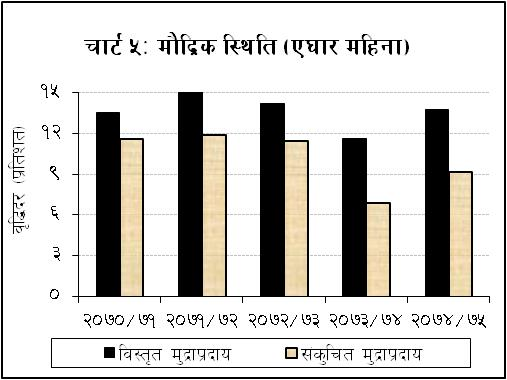 चार्ट ५: मौद्रिक स्थिति (एघार महिना)
वृद्धिदर (प्रतिशत)
१५
१२
९
६
३
०
२०७०/७१ २०७१/७२ २०७२/७३ २०७३/७४ २०७४/७५
विस्तृत मुद्राप्रदाय संकुचित मुद्राप्रदाय